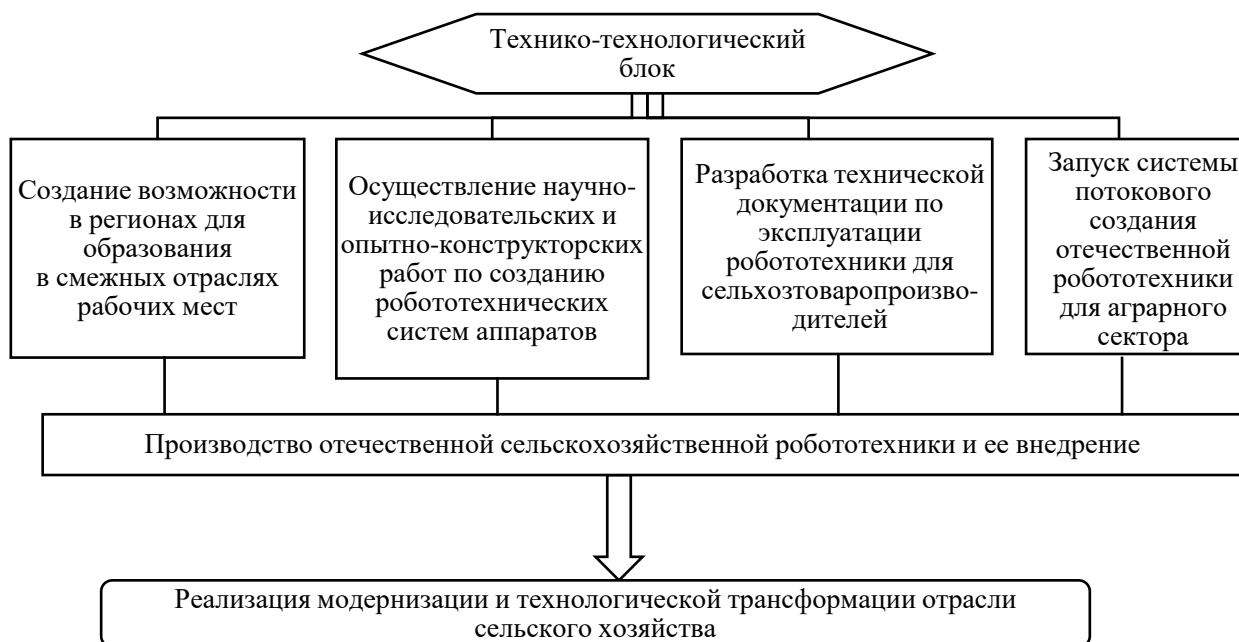 Технико-технологический
блок
Создание возможности
в регионах для
образования
в смежных отраслях
рабочих мест
Осуществление научно-
исследовательских и
опытно-конструкторских
работ по созданию
робототехнических
систем аппаратов
Разработка технической
документации по
эксплуатации
робототехники для
сельхозтоваропроизво-
дителей
Запуск системы
потокового
создания
отечественной
робототехники
для аграрного
сектора
Производство отечественной сельскохозяйственной робототехники и ее внедрение
Реализация модернизации и технологической трансформации отрасли
сельского хозяйства